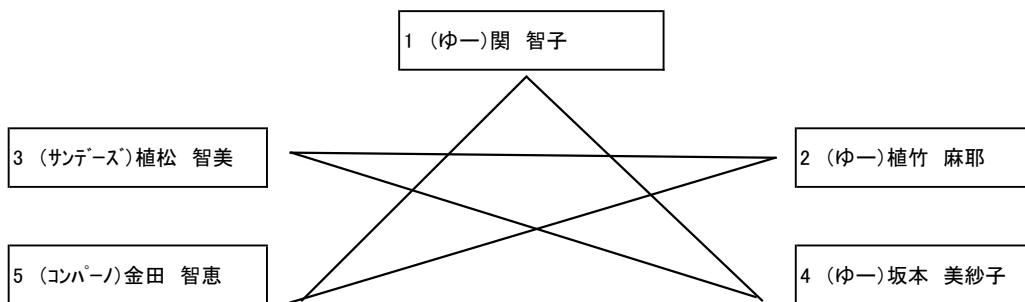 1 (ゆー)関 智子
3 (サンデーズ)植松 智美
2 (ゆー)植竹 麻耶
5 (コンパーノ)金田 智恵
4 (ゆー)坂本 美紗子